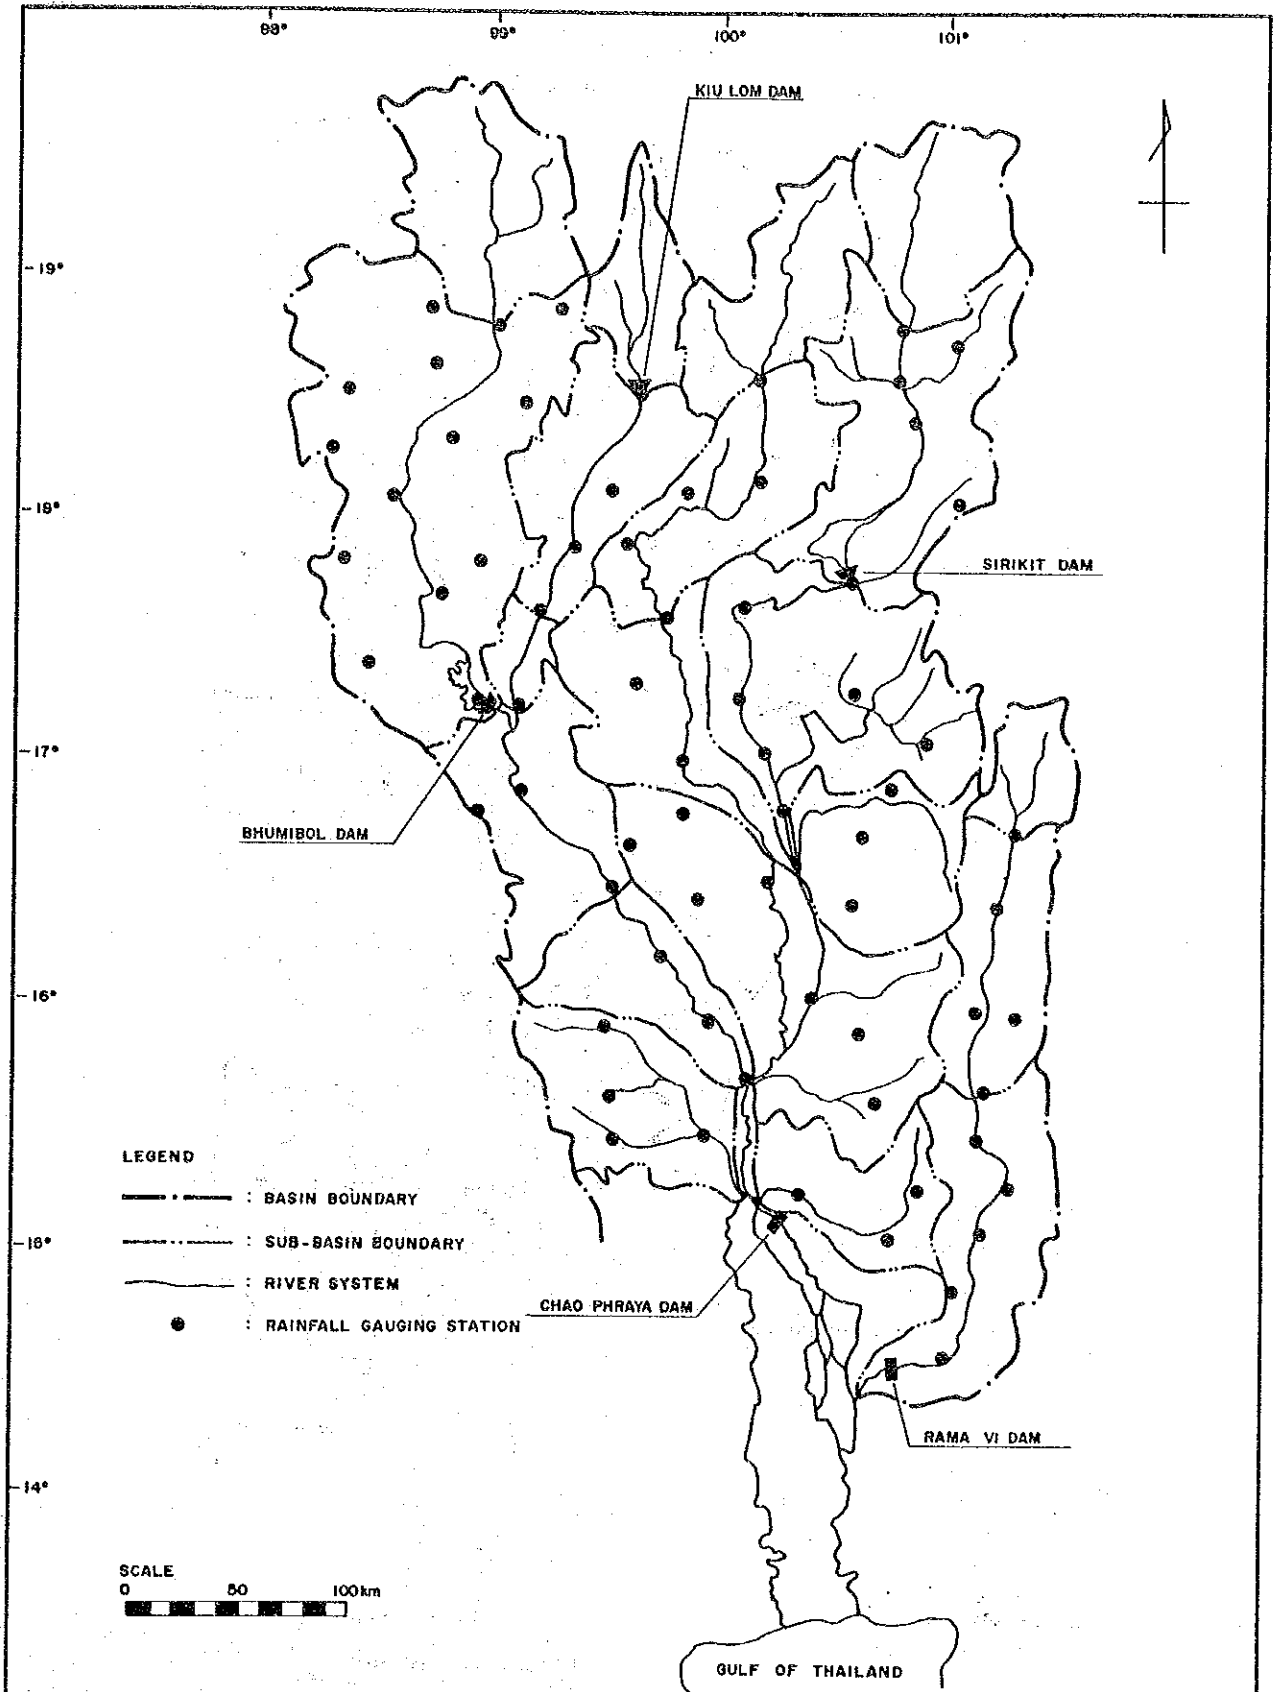 98° 99° 100° 101°
KIU LOM DAM
19°
18°
SIRIKIT DAM
17°
BHUMIBOL DAM
16°
LEGEND
: BASIN BOUNDARY
: SUB-BASIN BOUNDARY
15°
: RIVER SYSTEM
CHAO PHRAYA DAM
: RAINFALL GAUGING STATION
RAMA VI DAM
14°
SCALE
0 50 100km
GULF OF THAILAND